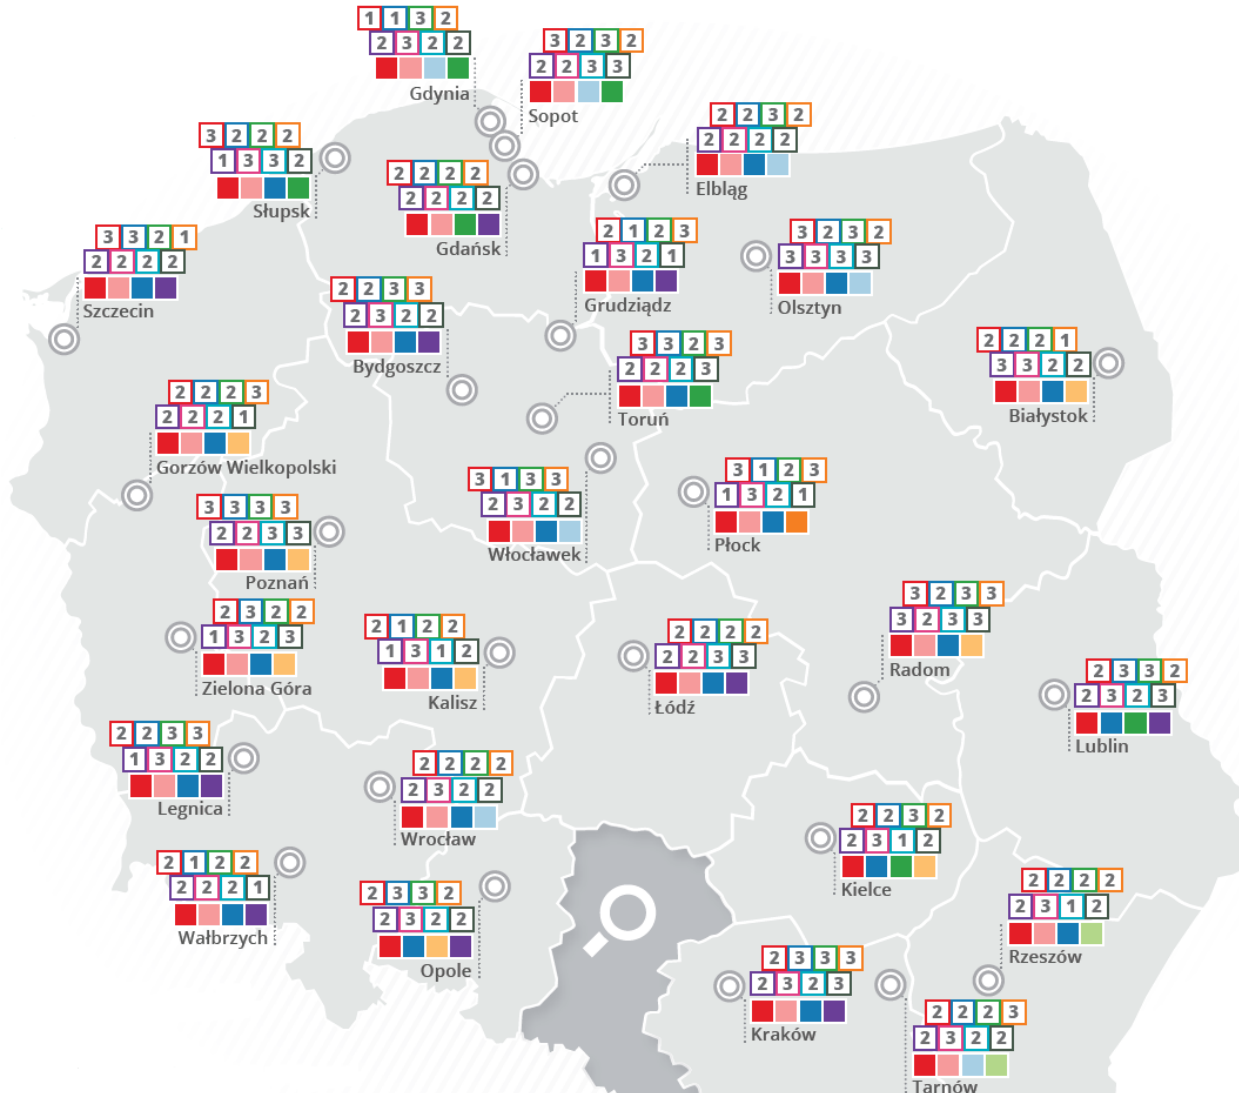 1 1 3 2
2 3 2 2
Gdynia
3 2 3 2
2 2 3 3
Sopot
2 2 3 2
2 2 2 2
Elbląg
3 2 2 2
1 3 3 2
Słupsk
2 2 2 2
2 2 2 2
Gdańsk
3 3 2 1
2 2 2 2
Szczecin
2 1 2 3
1 3 2 1
Grudziądz
3 2 3 2
3 3 3 3
Olsztyn
2 2 3 3
2 3 2 2
Bydgoszcz
3 3 2 3
2 2 2 3
Toruń
2 2 2 1
3 3 2 2
Białystok
2 2 2 3
2 2 2 1
Gorzów Wielkopolski
3 1 3 3
2 3 2 2
Włocławek
3 1 2 3
1 3 2 1
Płock
3 3 3 3
2 2 3 3
Poznań
2 3 2 2
1 3 2 3
Zielona Góra
2 1 2 2
1 3 1 2
Kalisz
2 2 2 2
2 2 3 3
Łódź
3 2 3 3
3 2 3 3
Radom
2 3 3 2
2 3 2 3
Lublin
2 2 3 3
1 3 2 2
Legnica
2 2 2 2
2 3 2 2
Wrocław
2 2 3 2
2 3 1 2
Kielce
2 1 2 2
2 2 2 1
Wałbrzych
2 3 3 2
2 3 2 2
Opole
2 2 2 2
2 3 1 2
Rzeszów
2 3 3 3
2 3 2 3
Kraków
2 2 2 3
2 3 2 2
Tarnów